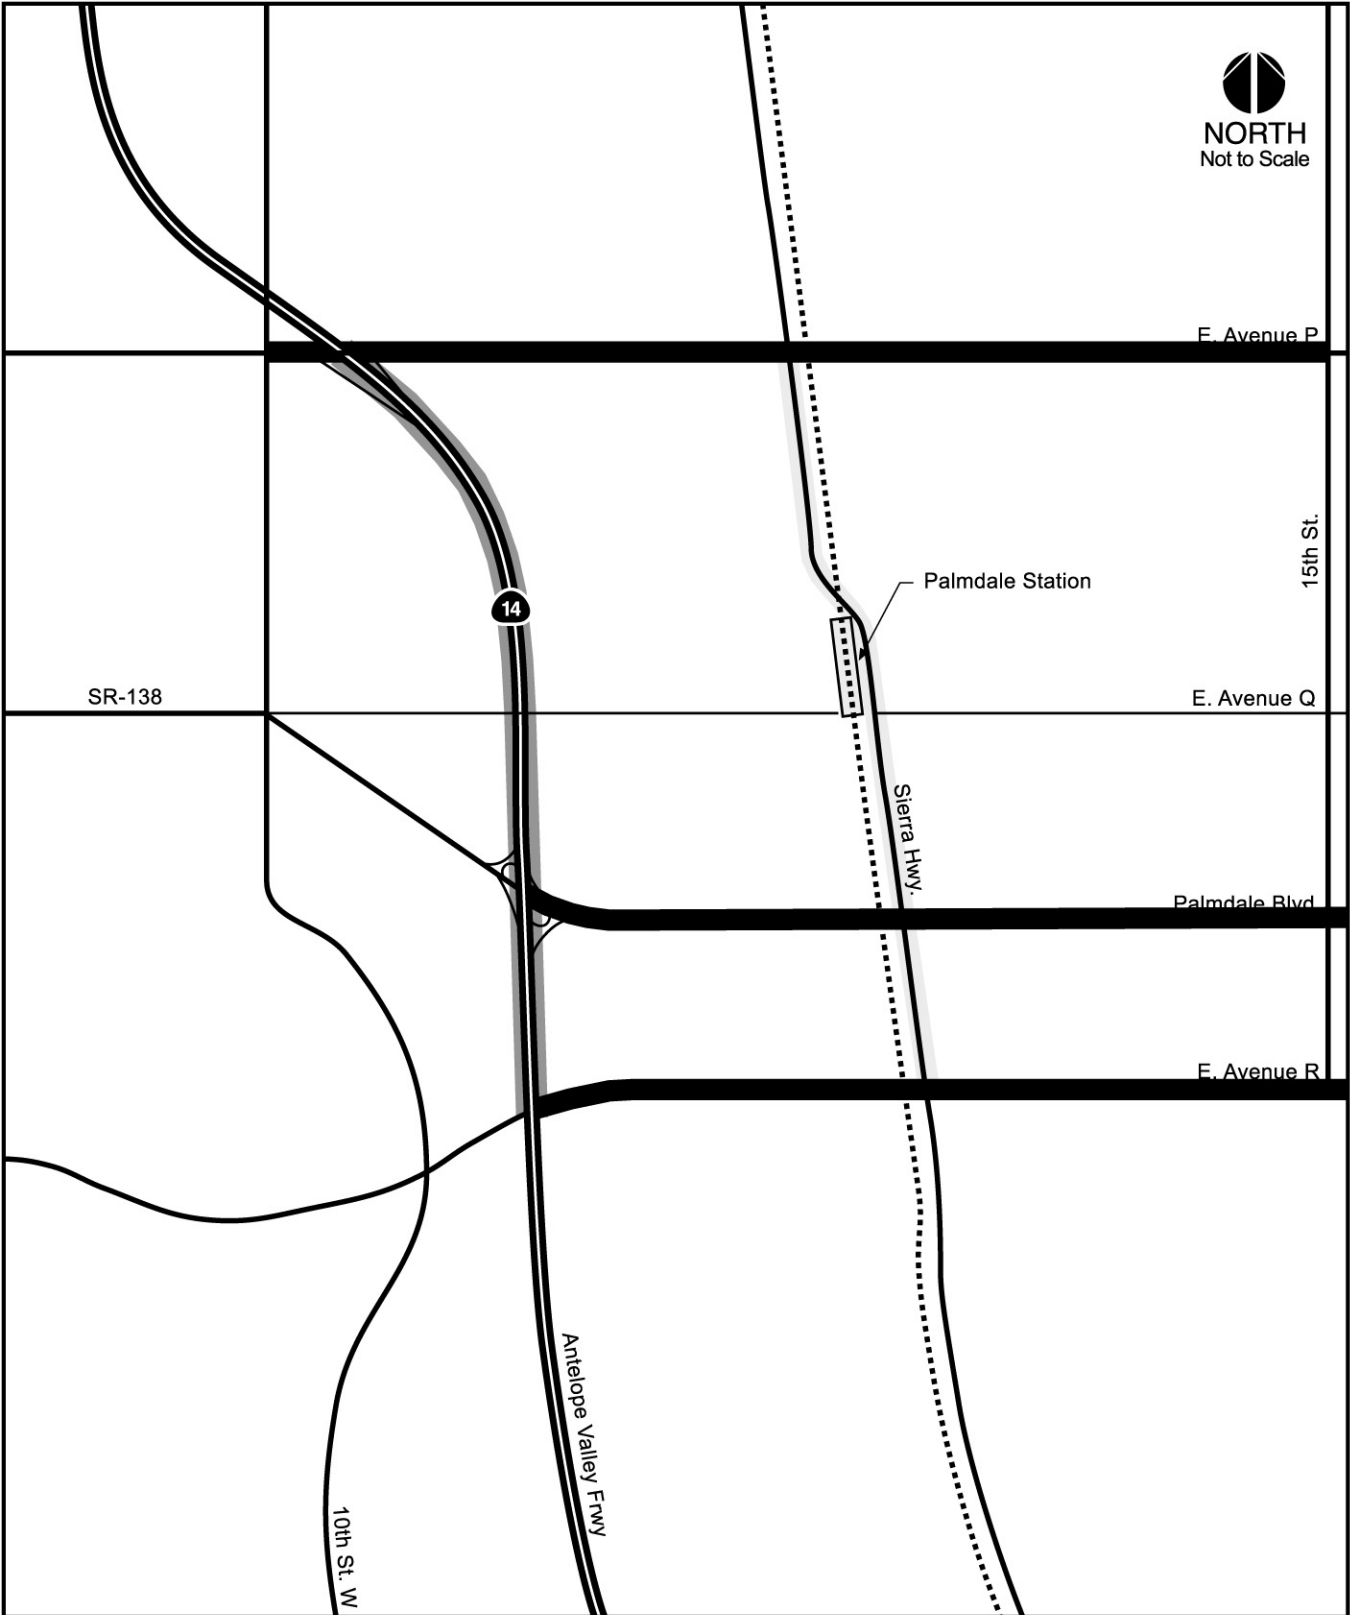 NORTH
Not to Scale
E. Avenue P
15th St.
Palmdale Station
14
SR-138
E. Avenue Q
Sierra Hwy.
Palmdale Blvd.
E. Avenue R
Antelope Valley Frwy
10th St. W